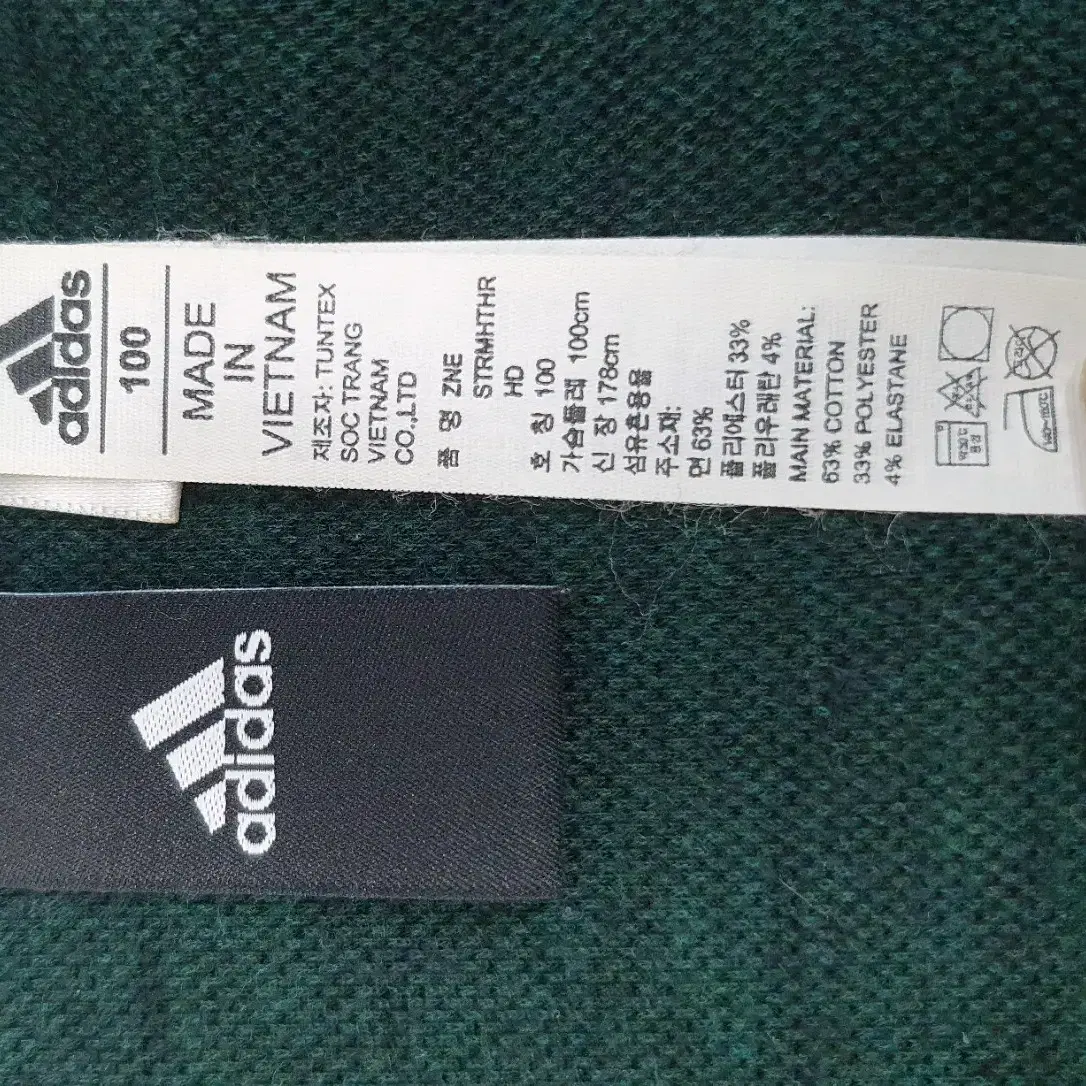 adidas
100
MADE
IN
VIETNAM
제조자: TUNTEX
SOC TRANG
VIETNAM
CO.,LTD
품 명 ZNE
STRMHTHR
HD
호 칭 100
가슴둘레 100cm
신 장 178cm
섬유혼용율
주소재:
면 63%
폴리에스터 33%
폴리우레탄 4%
MAIN MATERIAL:
63% COTTON
33% POLYESTER
4% ELASTANE
adidas